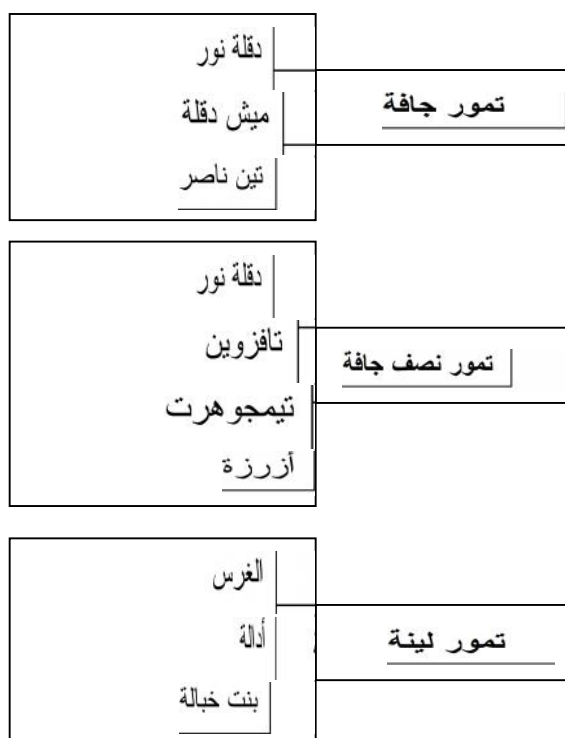 تمور جافة
دقلة نور
ميش دقلة
تين ناصر
تمور نصف جافة
دقلة نور
تافزوين
تيمجوهرت
أزرزة
تمور لينة
الغرس
أدالة
بنت خبالة